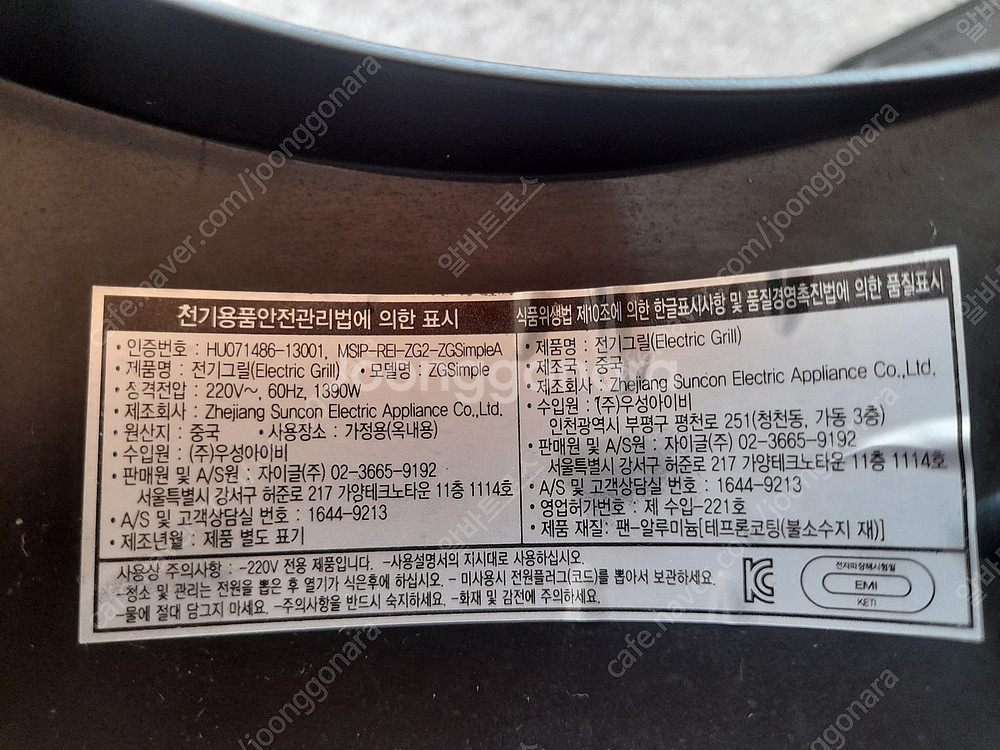 전기용품안전관리법에 의한 표시
• 인증번호 : HU071486-13001, MSIP-REI-ZG2-ZGSimpleA
• 제품명 : 전기그릴(Electric Grill) • 모델명 : ZGSimple
• 정격전압 : 220V~, 60Hz, 1390W
• 제조회사 : Zhejiang Suncon Electric Appliance Co.,Ltd.
• 원산지 : 중국 • 사용장소 : 가정용(옥내용)
• 수입원 : (주)우성아이비
• 판매원 및 A/S원 : 자이글(주) 02-3665-9192
서울특별시 강서구 허준로 217 가양테크노타운 11층 1114호
• A/S 및 고객상담실 번호 : 1644-9213
• 제조년월 : 제품 별도 표기
식품위생법 제10조에 의한 한글표시사항 및 품질경영촉진법에 의한 품질표시
• 제품명 : 전기그릴(Electric Grill)
• 제조국 : 중국
• 제조회사 : Zhejiang Suncon Electric Appliance Co.,Ltd.
• 수입원 : (주)우성아이비
인천광역시 부평구 평천로 251(청천동, 가동 3층)
• 판매원 및 A/S원 : 자이글(주) 02-3665-9192
서울특별시 강서구 허준로 217 가양테크노타운 11층 1114호
• A/S 및 고객상담실 번호 : 1644-9213
• 영업허가번호 : 제 수입-221호
• 제품 재질: 팬-알루미늄[테프론코팅(불소수지 재)]
사용상 주의사항 : -220V 전용 제품입니다. -사용설명서의 지시대로 사용하십시오.
-청소 및 관리는 전원을 뽑은 후 열기가 식은후에 하십시오. - 미사용시 전원플러그(코드)를 뽑아서 보관하세요.
-물에 절대 담그지 마세요. -주의사항을 반드시 숙지하세요. -화재 및 감전에 주의하세요.
전자파장해시험필
EMI
KETI
joonggonara
cafe.naver.com/joonggonara
알바트로스